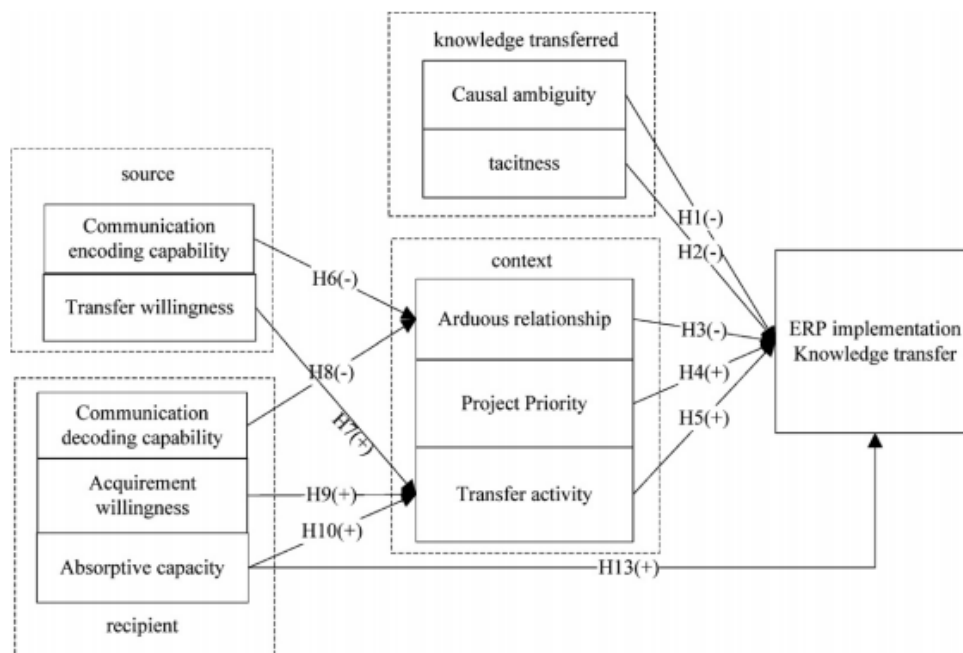 knowledge transferred
Causal ambiguity
tacitness
source
Communication
encoding capability
Transfer willingness
H1(-)
H2(-)
context
H6(-)
Arduous relationship
H3(-)
ERP implementation
Knowledge transfer
H8(-)
H4(+)
Project Priority
H5(+)
recipient
Communication
decoding capability
H7(+)
Acquirement
willingness
H9(+)
Transfer activity
H10(+)
Absorptive capacity
H13(+)